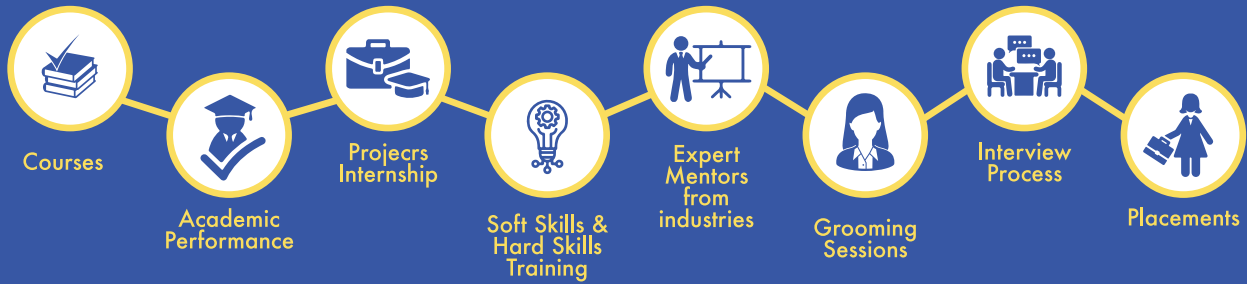 Courses
Academic
Performance
Projecrs
Internship
Soft Skills &
Hard Skills
Training
Expert
Mentors
from
industries
Grooming
Sessions
Interview
Process
Placements